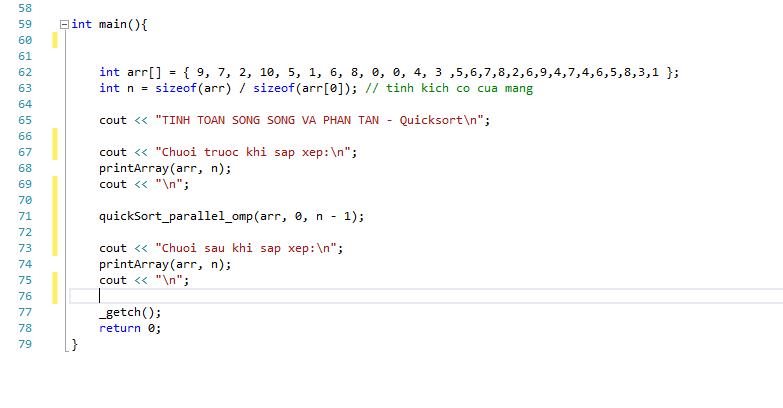 58
59 int main(){
60
61
62 int arr[] = { 9, 7, 2, 10, 5, 1, 6, 8, 0, 0, 4, 3 ,5,6,7,8,2,6,9,4,7,4,6,5,8,3,1 };
63 int n = sizeof(arr) / sizeof(arr[0]); // tinh kich co cua mang
64
65 cout << "TINH TOAN SONG SONG VA PHAN TAN - Quicksort\n";
66
67 cout << "Chuoi truoc khi sap xep:\n";
68 printArray(arr, n);
69 cout << "\n";
70
71 quickSort_parallel_omp(arr, 0, n - 1);
72
73 cout << "Chuoi sau khi sap xep:\n";
74 printArray(arr, n);
75 cout << "\n";
76
77 _getch();
78 return 0;
79 }